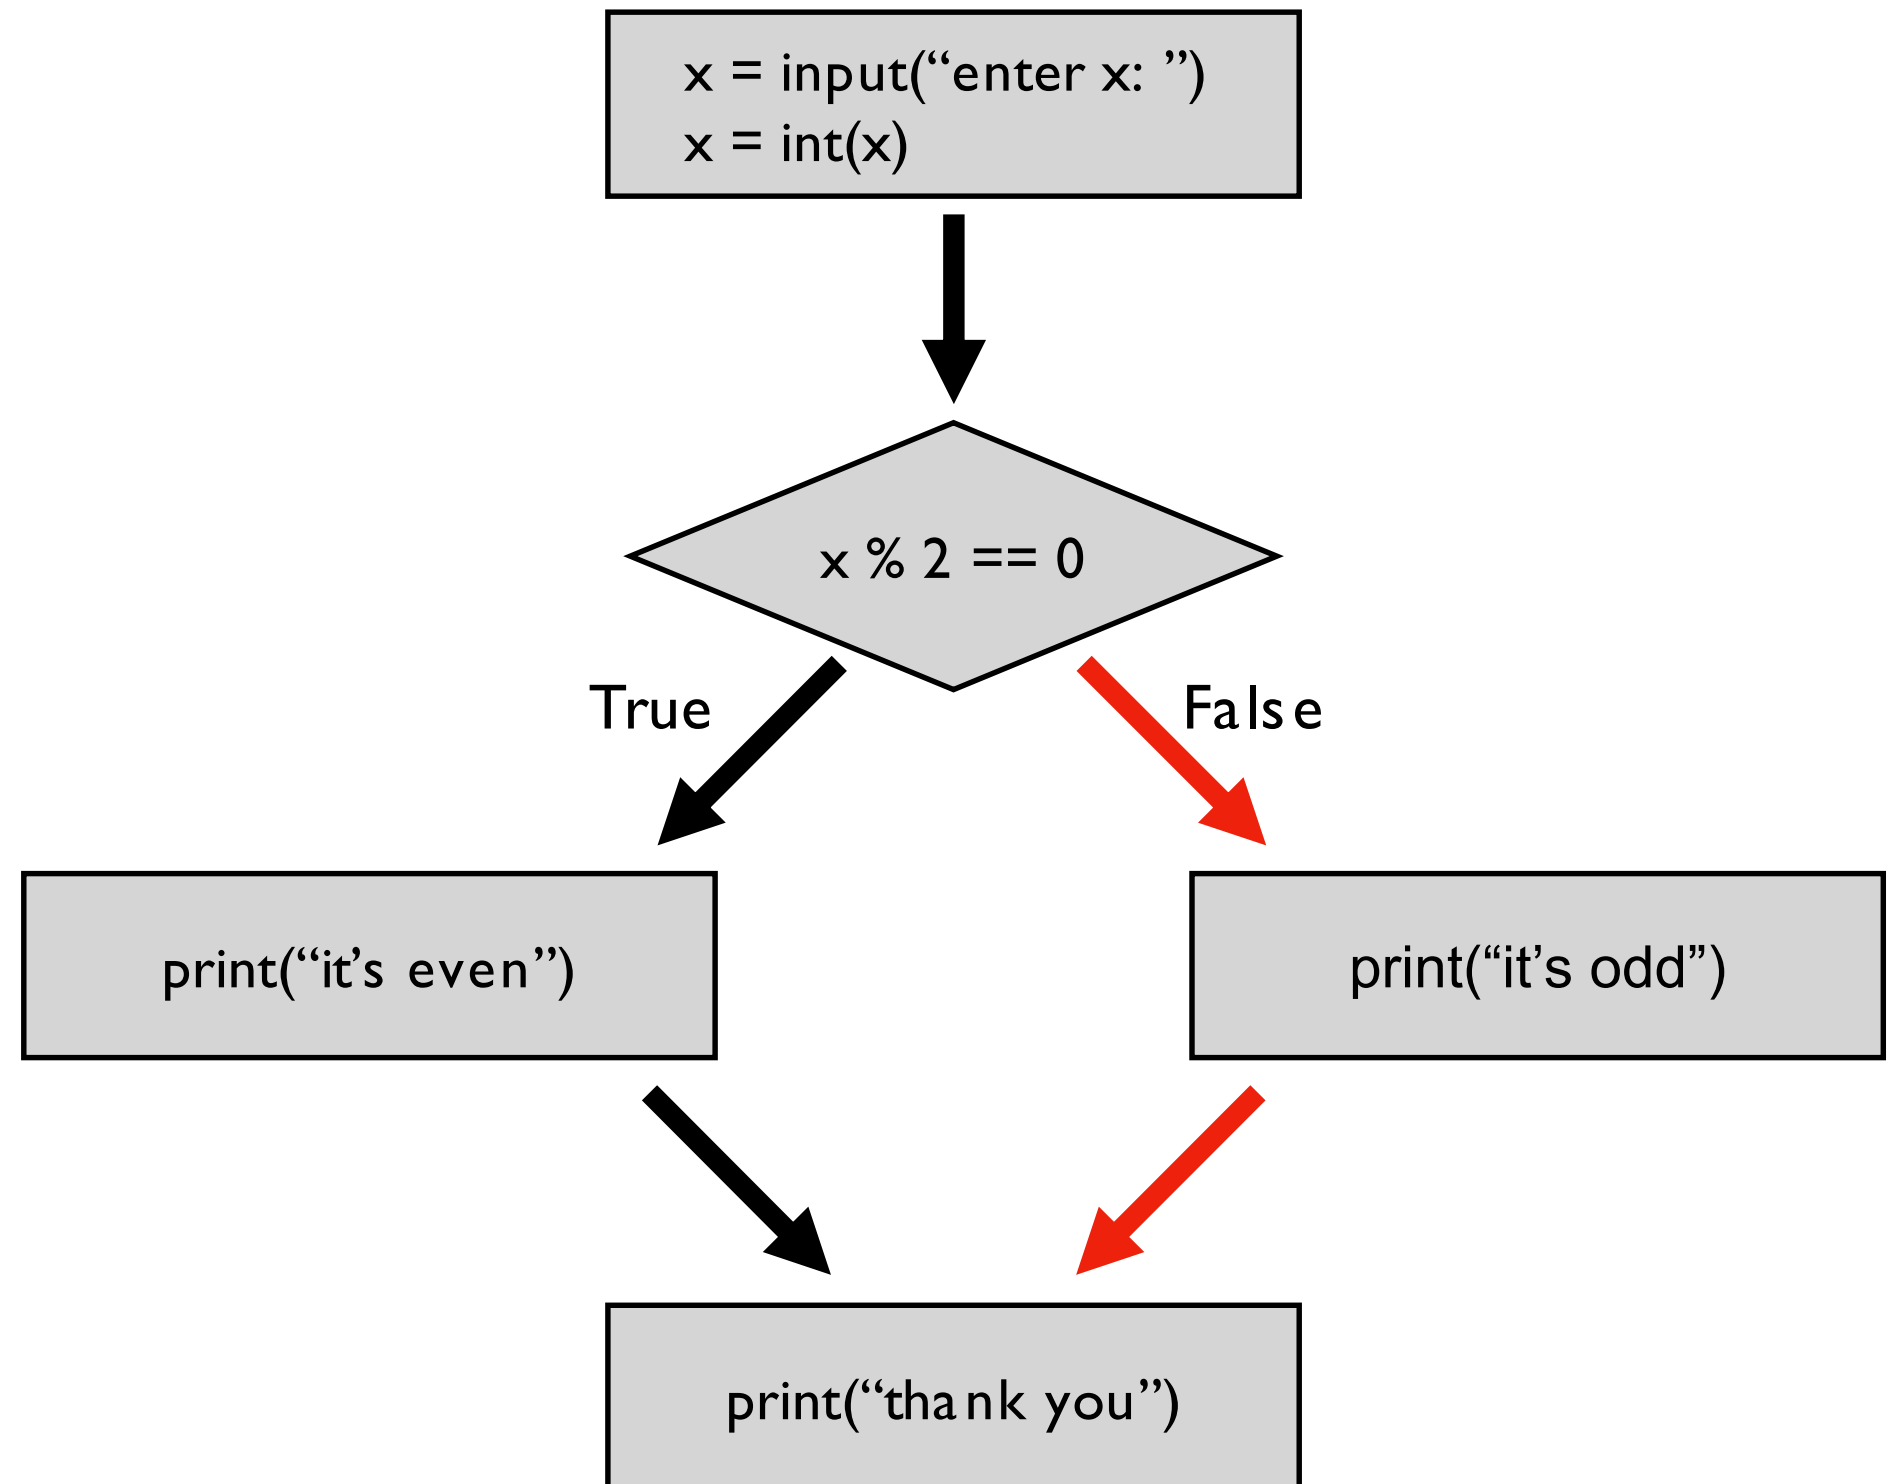 x = input(“enter x: ”)
x = int(x)
x % 2 == 0
True
False
print(“it’s even”)
print(“it’s odd”)
print(“thank you”)